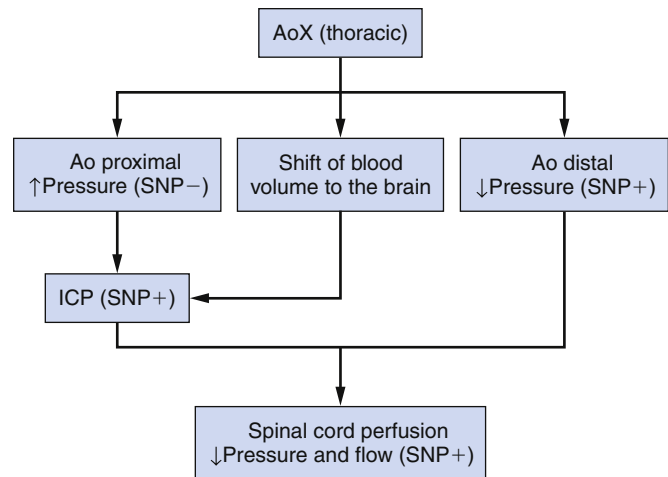 AoX (thoracic)
Ao proximal
↑Pressure (SNP−)
Shift of blood
volume to the brain
Ao distal
↓Pressure (SNP+)
ICP (SNP+)
Spinal cord perfusion
↓Pressure and flow (SNP+)